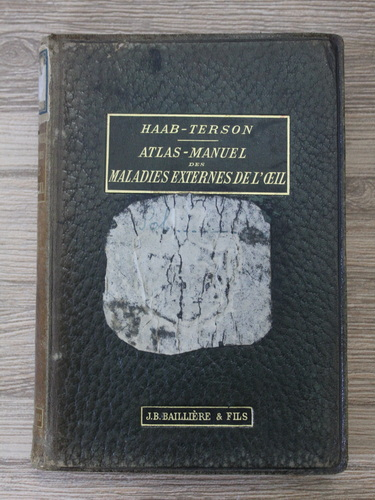 HAAB-TERSON
ATLAS-MANUEL
DES
MALADIES EXTERNES DE L'ŒIL
J.B. BAILLIÈRE & FILS